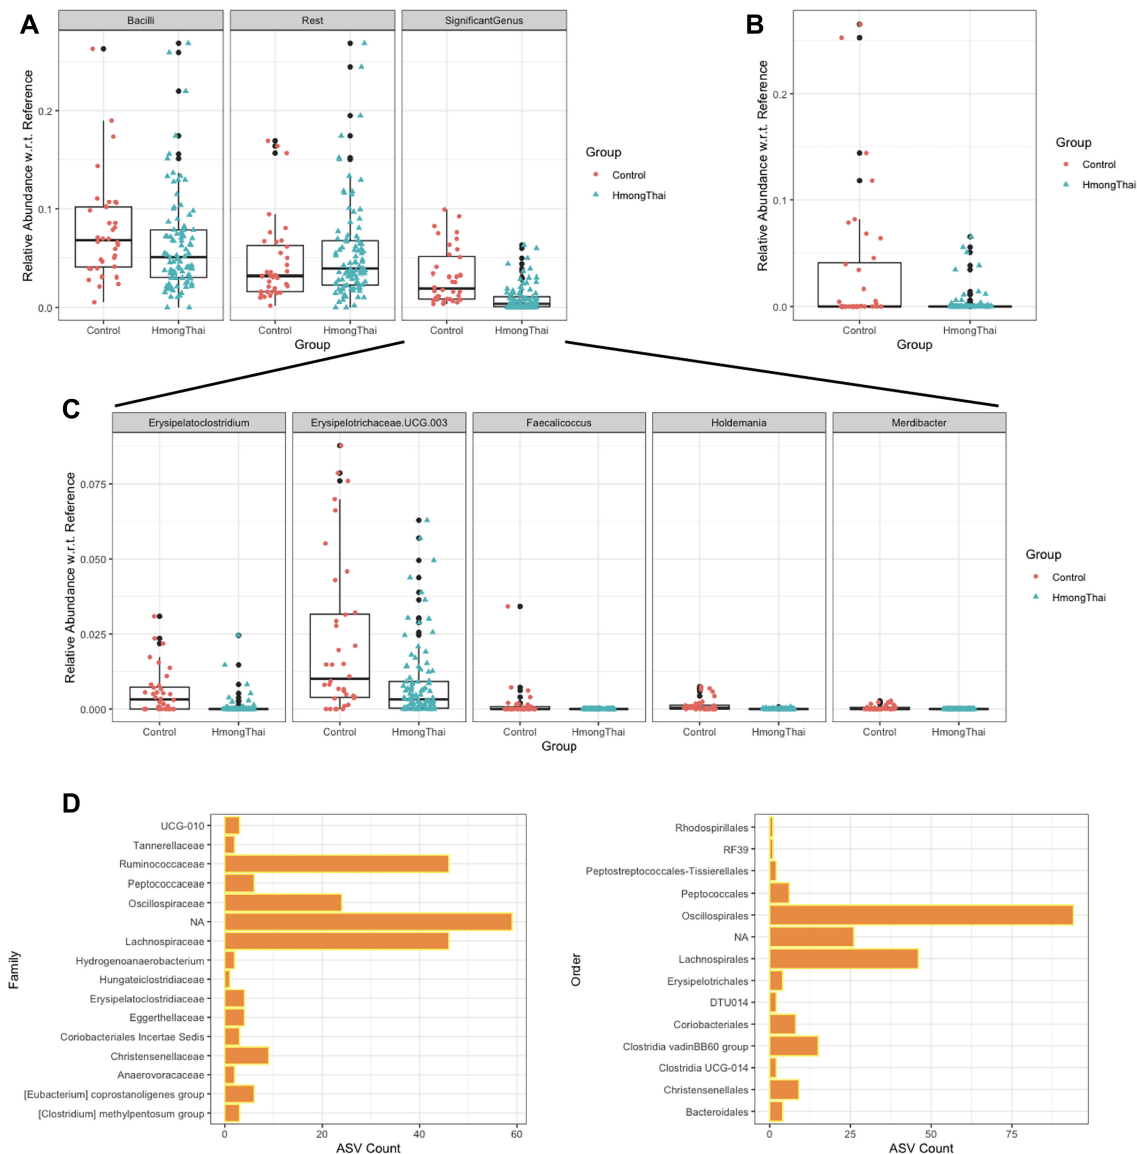 A
Bacilli
Rest
SignificantGenus
Relative Abundance w.r.t. Reference
0.2
0.1
0.0
Control
HmongThai
Control
HmongThai
Control
HmongThai
Group
Group
Control
HmongThai
B
Relative Abundance w.r.t. Reference
0.2
0.1
0.0
Control
HmongThai
Group
Group
Control
HmongThai
C
Erysipelatoclostridium
Erysipelotrichaceae.UCG.003
Faecalicoccus
Holdemania
Merdibacter
Relative Abundance w.r.t. Reference
0.075
0.050
0.025
0.000
Control
HmongThai
Control
HmongThai
Control
HmongThai
Control
HmongThai
Control
HmongThai
Group
Group
Control
HmongThai
D
Family
UCG-010
Tannerellaceae
Ruminococcaceae
Peptococcaceae
Oscillospiraceae
NA
Lachnospiraceae
Hydrogenoanaerobacterium
Hungateiclostridiaceae
Erysipelatoclostridiaceae
Eggerthellaceae
Coriobacteriales Incertae Sedis
Christensenellaceae
Anaerovoracaceae
[Eubacterium] coprostanoligenes group
[Clostridium] methylpentosum group
0
20
40
60
ASV Count
Order
Rhodospirillales
RF39
Peptostreptococcales-Tissierellales
Peptococcales
Oscillospirales
NA
Lachnospirales
Erysipelotrichales
DTU014
Coriobacteriales
Clostridia vadinBB60 group
Clostridia UCG-014
Christensenellales
Bacteroidales
0
25
50
75
ASV Count